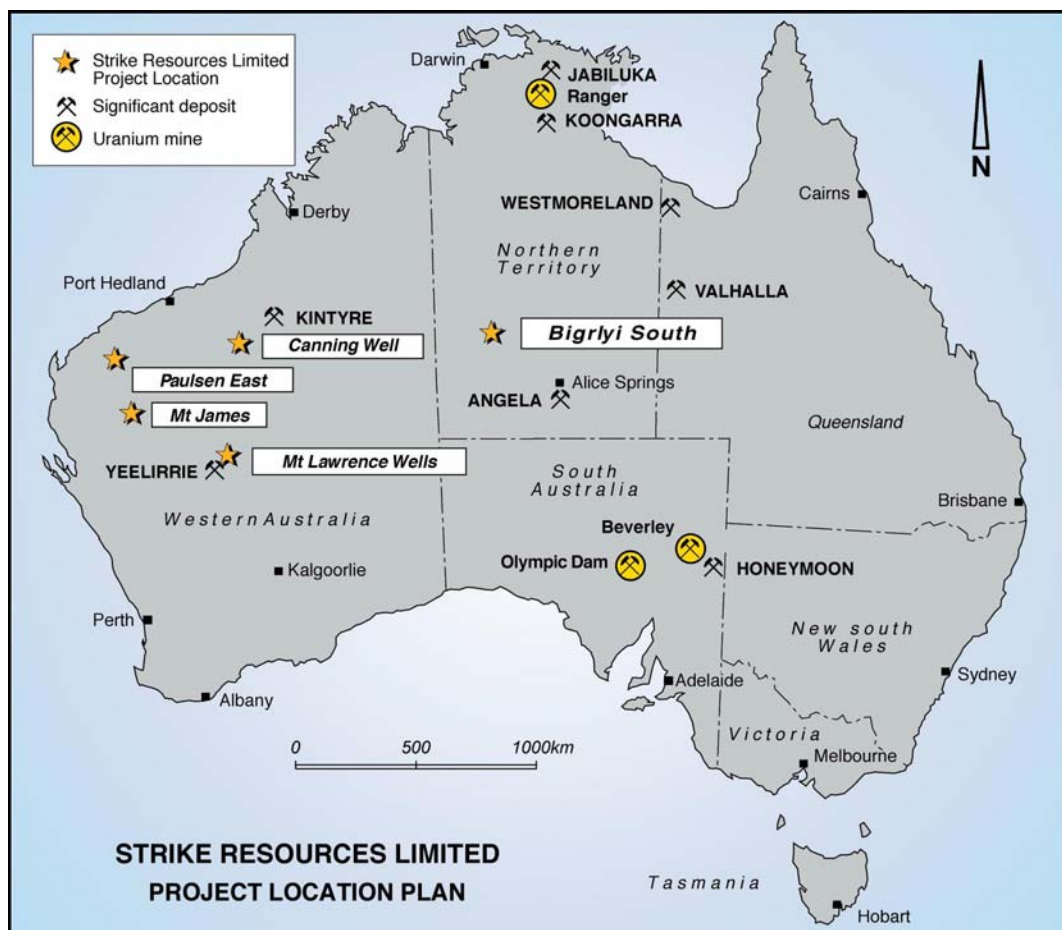 Strike Resources Limited
Project Location
Significant deposit
Uranium mine
Darwin
JABILUKA
Ranger
KOONGARRA
N
WESTMORELAND
Cairns
Derby
Northern
Territory
Port Hedland
VALHALLA
KINTYRE
Canning Well
Bigrlyi South
Paulsen East
Alice Springs
ANGELA
Mt James
Queensland
Mt Lawrence Wells
YEELIRRIE
South
Australia
Brisbane
Western Australia
Beverley
Olympic Dam
HONEYMOON
Kalgoorlie
Perth
New south
Wales
Sydney
Adelaide
Albany
Victoria
Melbourne
0 500 1000km
STRIKE RESOURCES LIMITED
PROJECT LOCATION PLAN
Tasmania
Hobart